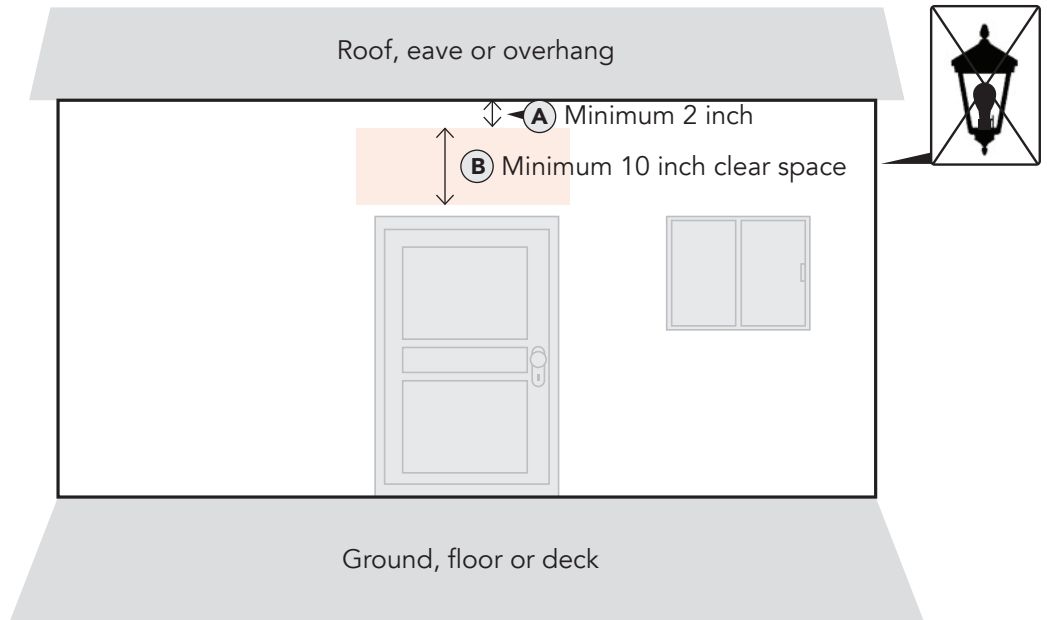 Roof, eave or overhang
A Minimum 2 inch
B Minimum 10 inch clear space
Ground, floor or deck